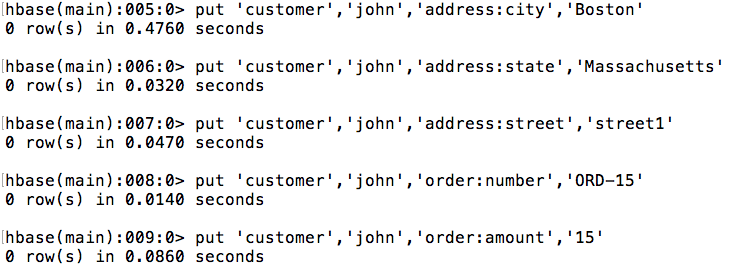 hbase(main):005:0> put 'customer','john','address:city','Boston'
0 row(s) in 0.4760 seconds
hbase(main):006:0> put 'customer','john','address:state','Massachusetts'
0 row(s) in 0.0320 seconds
hbase(main):007:0> put 'customer','john','address:street','street1'
0 row(s) in 0.0470 seconds
hbase(main):008:0> put 'customer','john','order:number','ORD-15'
0 row(s) in 0.0140 seconds
hbase(main):009:0> put 'customer','john','order:amount','15'
0 row(s) in 0.0860 seconds